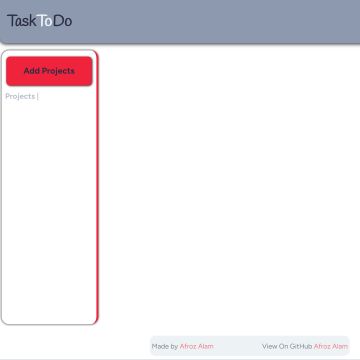 TaskToDo
Add Projects
Projects |
Made by Afroz Alam
View On GitHub Afroz Alam